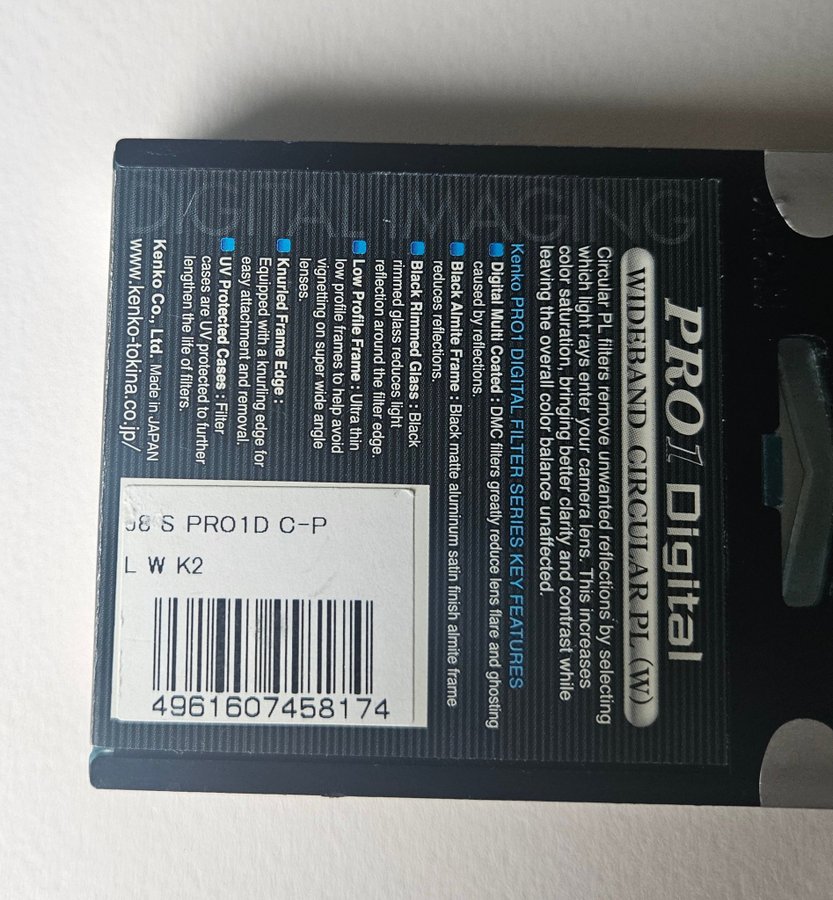 PRO1 Digital
WIDEBAND CIRCULAR PL (W)
Circular PL filters remove unwanted reflections by selecting
which light rays enter your camera lens. This increases
color saturation, bringing better clarity and contrast while
leaving the overall color balance unaffected.
Kenko PRO1 DIGITAL FILTER SERIES KEY FEATURES
Digital Multi Coated : DMC filters greatly reduce lens flare and ghosting
caused by reflections.
Black Almite Frame : Black matte aluminum satin finish almite frame
reduces reflections.
Black Rimmed Glass : Black
rimmed glass reduces light
reflection around the filter edge.
Low Profile Frame : Ultra thin
low profile frames to help avoid
vignetting on super wide angle
lenses.
Knurled Frame Edge :
Equipped with a knurling edge for
easy attachment and removal.
UV Protected Cases : Filter
cases are UV protected to further
lengthen the life of filters.
Kenko Co., Ltd. Made in JAPAN
www.kenko-tokina.co.jp/
DIGITAL IMAGING
S PRO1D C-P
L W K2
4961607458174